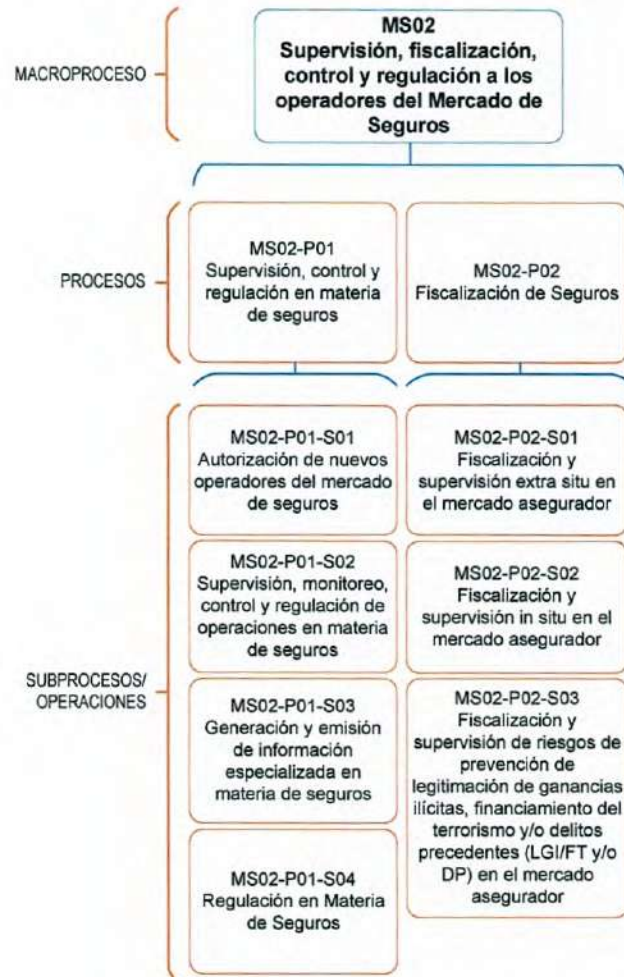 MACROPROCESO
MS02
Supervisión, fiscalización,
control y regulación a los
operadores del Mercado de
Seguros
PROCESOS
MS02-P01
Supervisión, control y
regulación en materia
de seguros
MS02-P02
Fiscalización de Seguros
SUBPROCESOS/
OPERACIONES
MS02-P01-S01
Autorización de nuevos
operadores del mercado
de seguros
MS02-P01-S02
Supervisión, monitoreo,
control y regulación de
operaciones en materia
de seguros
MS02-P01-S03
Generación y emisión
de información
especializada en
materia de seguros
MS02-P01-S04
Regulación en Materia
de Seguros
MS02-P02-S01
Fiscalización y
supervisión extra situ en
el mercado asegurador
MS02-P02-S02
Fiscalización y
supervisión in situ en el
mercado asegurador
MS02-P02-S03
Fiscalización y
supervisión de riesgos de
prevención de
legitimación de ganancias
ilícitas, financiamiento del
terrorismo y/o delitos
precedentes (LGI/FT y/o
DP) en el mercado
asegurador